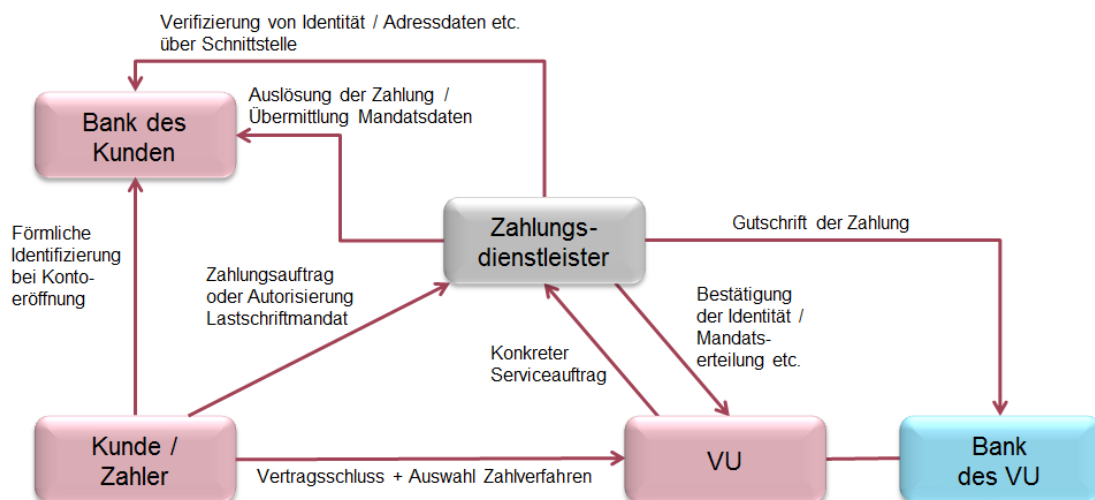 Verifizierung von Identität / Adressdaten etc.
über Schnittstelle
Auslösung der Zahlung /
Übermittlung Mandatsdaten
Bank des
Kunden
Zahlungs-
dienstleister
Gutschrift der Zahlung
Förmliche
Identifizierung
bei Konto-
eröffnung
Zahlungsauftrag
oder Autorisierung
Lastschriftmandat
Bestätigung
der Identität /
Mandats-
erteilung etc.
Konkreter
Serviceauftrag
Kunde /
Zahler
Vertragsschluss + Auswahl Zahlverfahren
VU
Bank
des VU